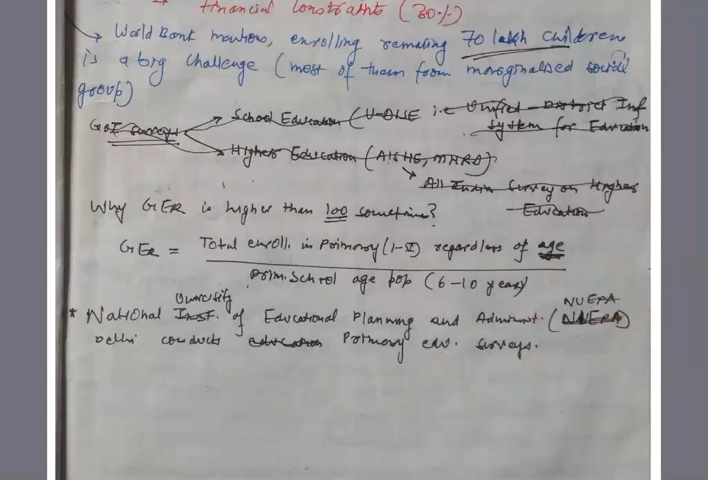 Financial Constraints (30%)
→ World Bank mentions, enrolling remaining 70 lakh children
is a big challenge (most of them from marginalised social
group)
GoI surveys → School Education (U-DISE i.e Unified District Inf
System for Education
→ Higher Education (AISHE, MHRD)
→ All India Survey on Higher
Education
Why GER is higher than 100 sometimes?
GER = Total enroll. in Primary (I-V) regardless of age
Prim. School age pop (6-10 years)
University NUEPA
* National Inst. of Educational Planning and Administ. (NUEPA)
Delhi conducts education Primary edu. surveys.